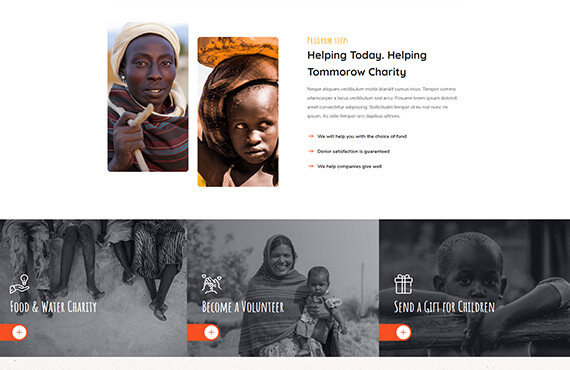 Program steps
Helping Today. Helping
Tommorow Charity
Neque aliquam vestibulum morbi blandit cursus risus. Tempor comma
ullamcorper a lacus vestibulum sed arcu. Posuere lorem ipsum dolorsit
amet consectetur adipiscing. Sollicitudin tempor id eu nisl nunc mi
ipsum. Ac odio tempor orci dapibus ultrices.
We will help you with the choice of fund
Donor satisfaction is guaranteed
We help companies give well
Food & Water Charity
Become a Volunteer
Send a Gift for Children